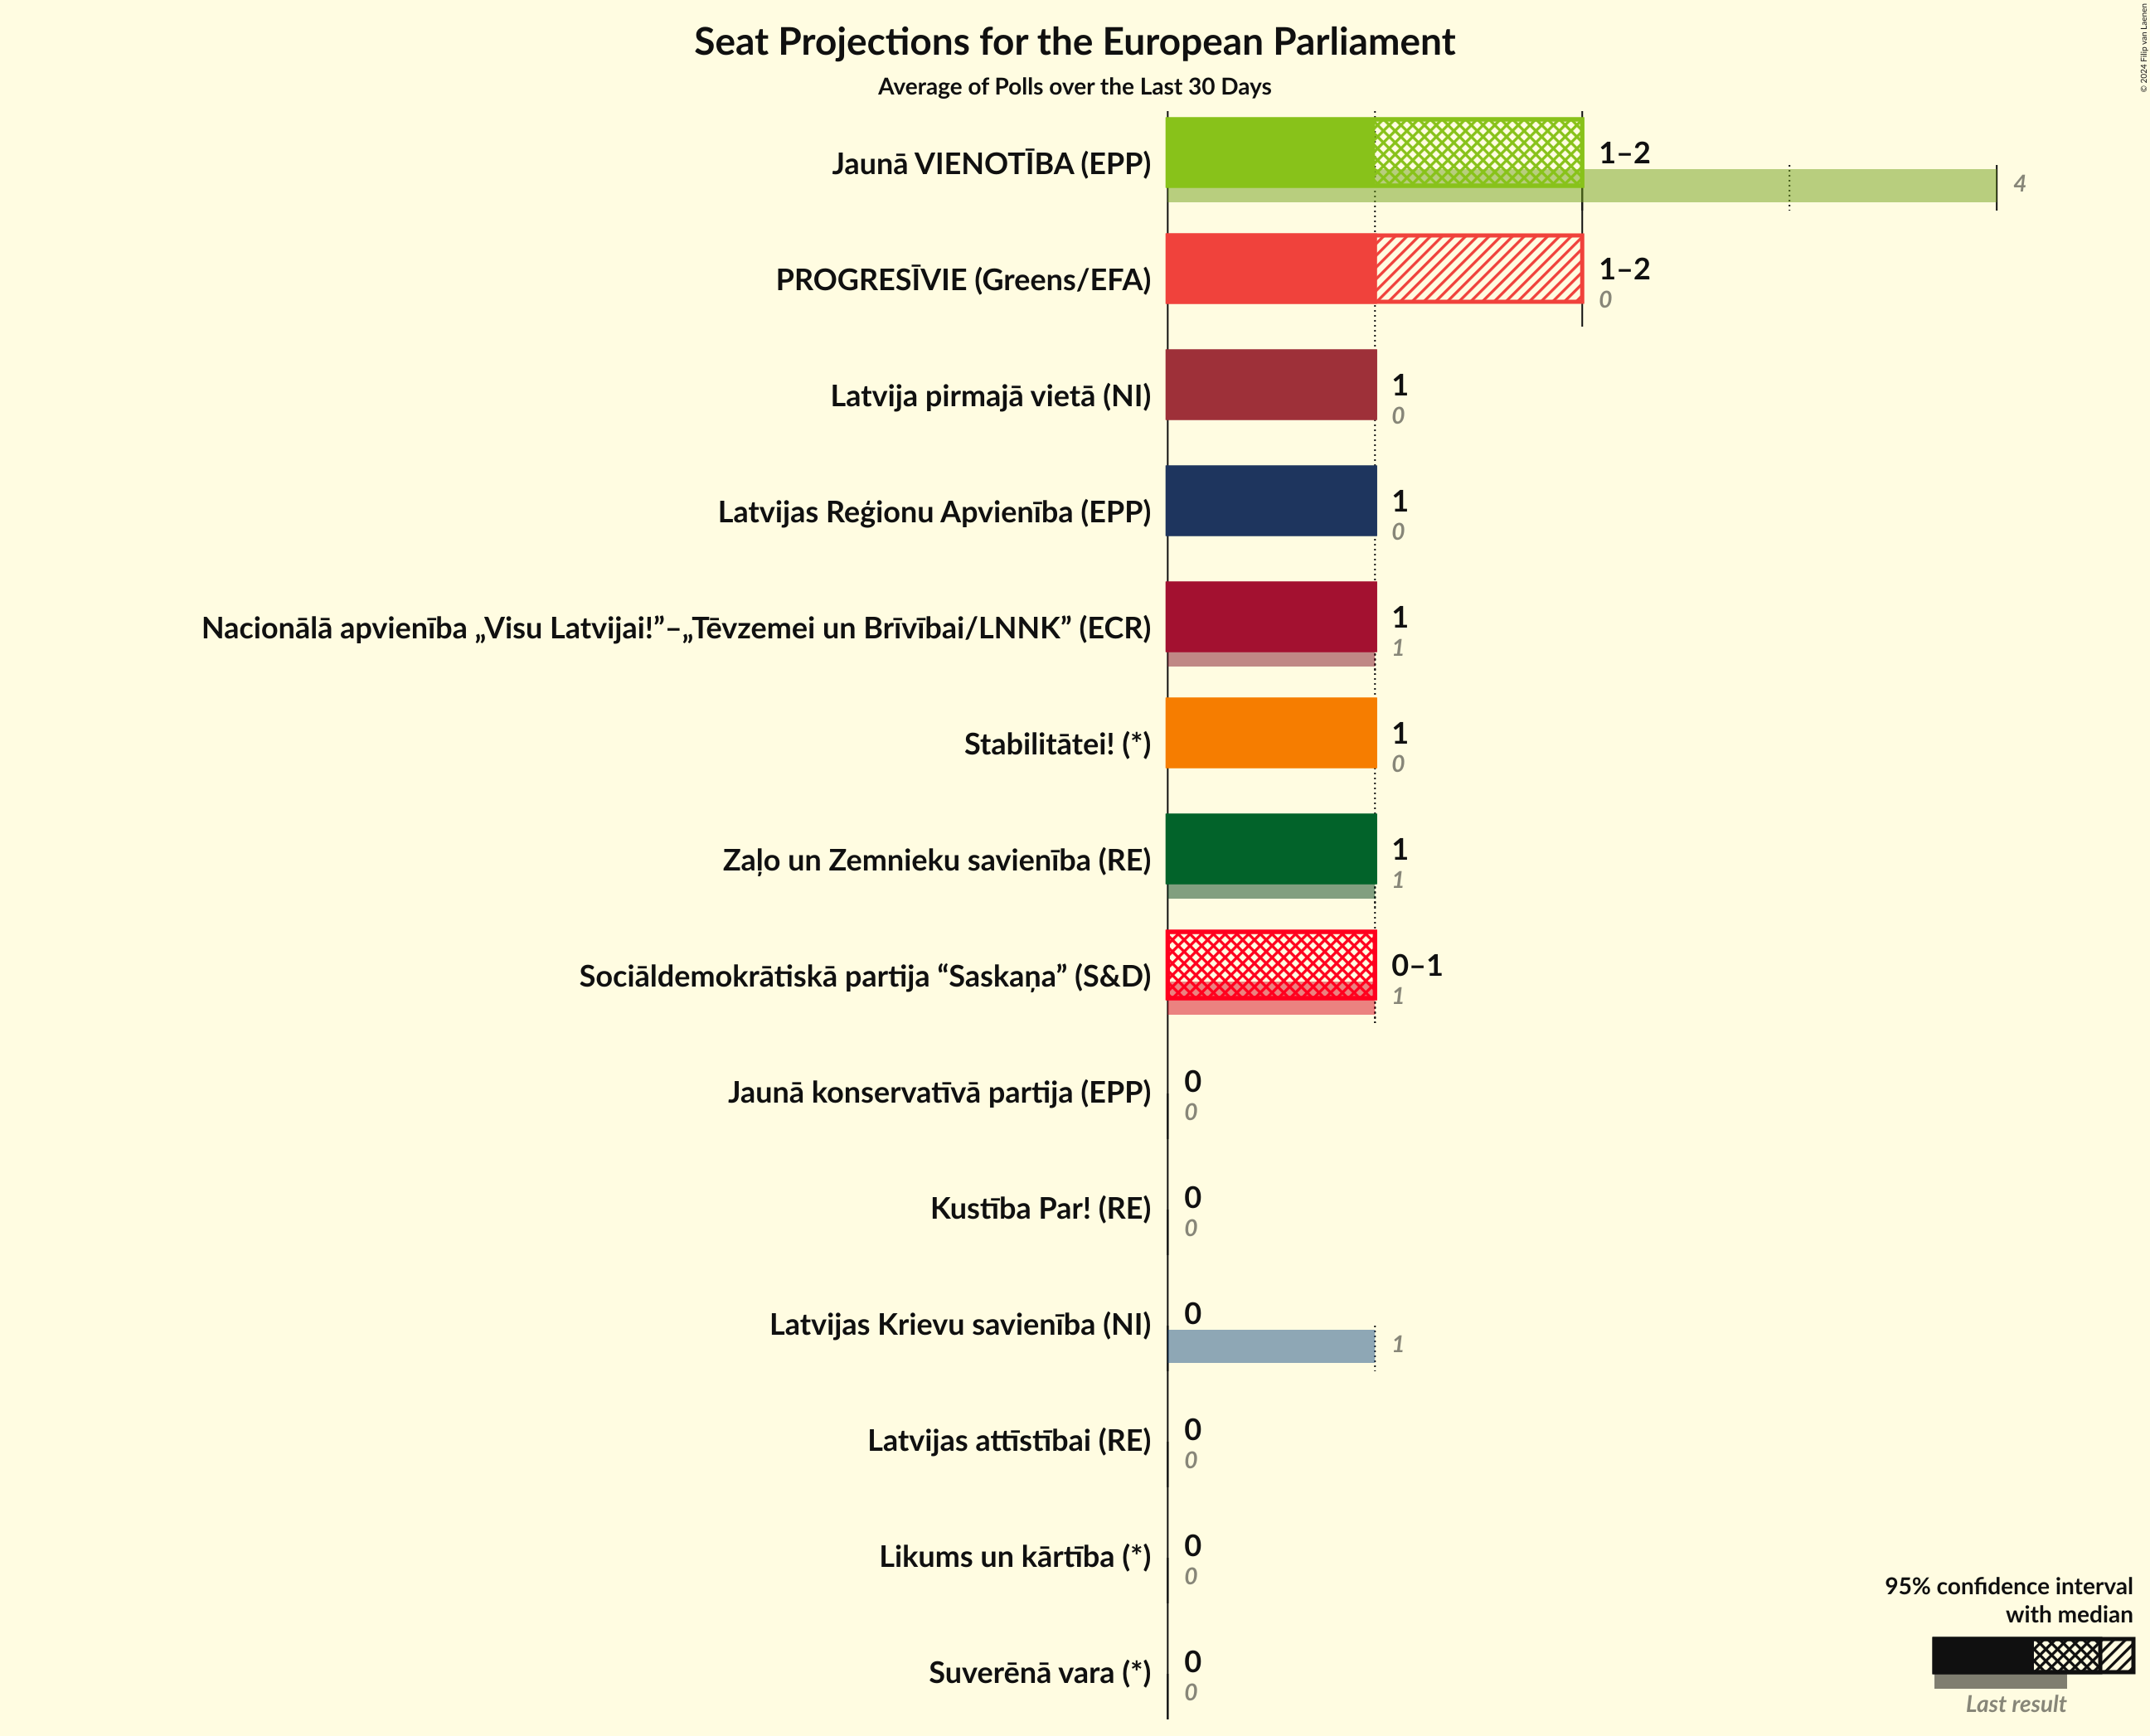 Seat Projections for the European Parliament
Average of Polls over the Last 30 Days
© 2024 Filip van Laenen
Jaunā VIENOTĪBA (EPP)
1–2
4
PROGRESĪVIE (Greens/EFA)
1–2
0
Latvija pirmajā vietā (NI)
1
0
Latvijas Reģionu Apvienība (EPP)
1
0
Nacionālā apvienība „Visu Latvijai!”–„Tēvzemei un Brīvībai/LNNK” (ECR)
1
1
Stabilitātei! (*)
1
0
Zaļo un Zemnieku savienība (RE)
1
1
Sociāldemokrātiskā partija “Saskaņa” (S&D)
0–1
1
Jaunā konservatīvā partija (EPP)
0
0
Kustība Par! (RE)
0
0
Latvijas Krievu savienība (NI)
0
1
Latvijas attīstībai (RE)
0
0
Likums un kārtība (*)
0
0
Suverēnā vara (*)
0
0
95% confidence interval
with median
Last result